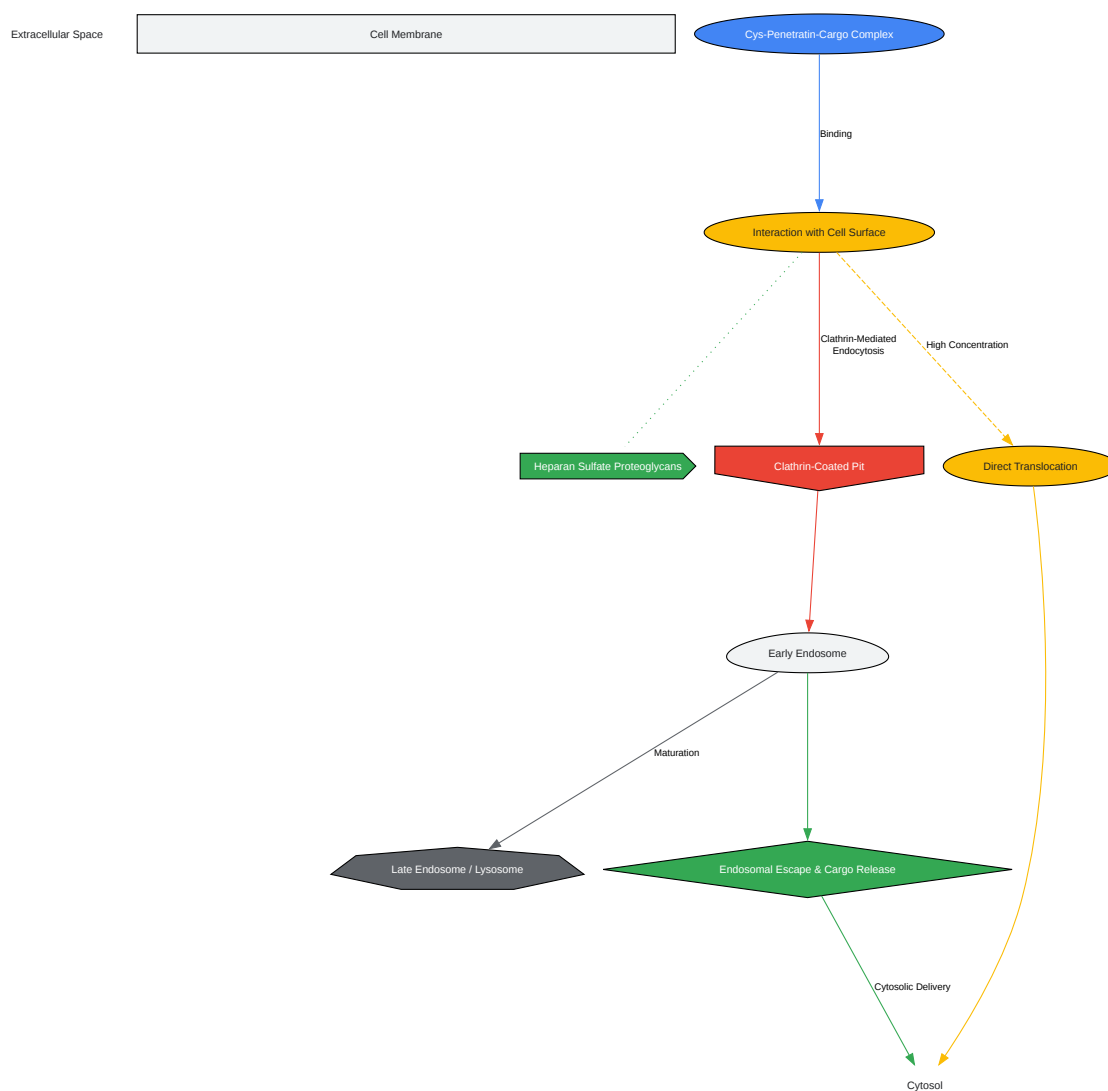 Extracellular Space
Cell Membrane
Cys-Penetratin-Cargo Complex
Binding
Interaction with Cell Surface
Clathrin-Mediated
Endocytosis
High Concentration
Heparan Sulfate Proteoglycans
Clathrin-Coated Pit
Direct Translocation
Early Endosome
Maturation
Late Endosome / Lysosome
Endosomal Escape & Cargo Release
Cytosolic Delivery
Cytosol